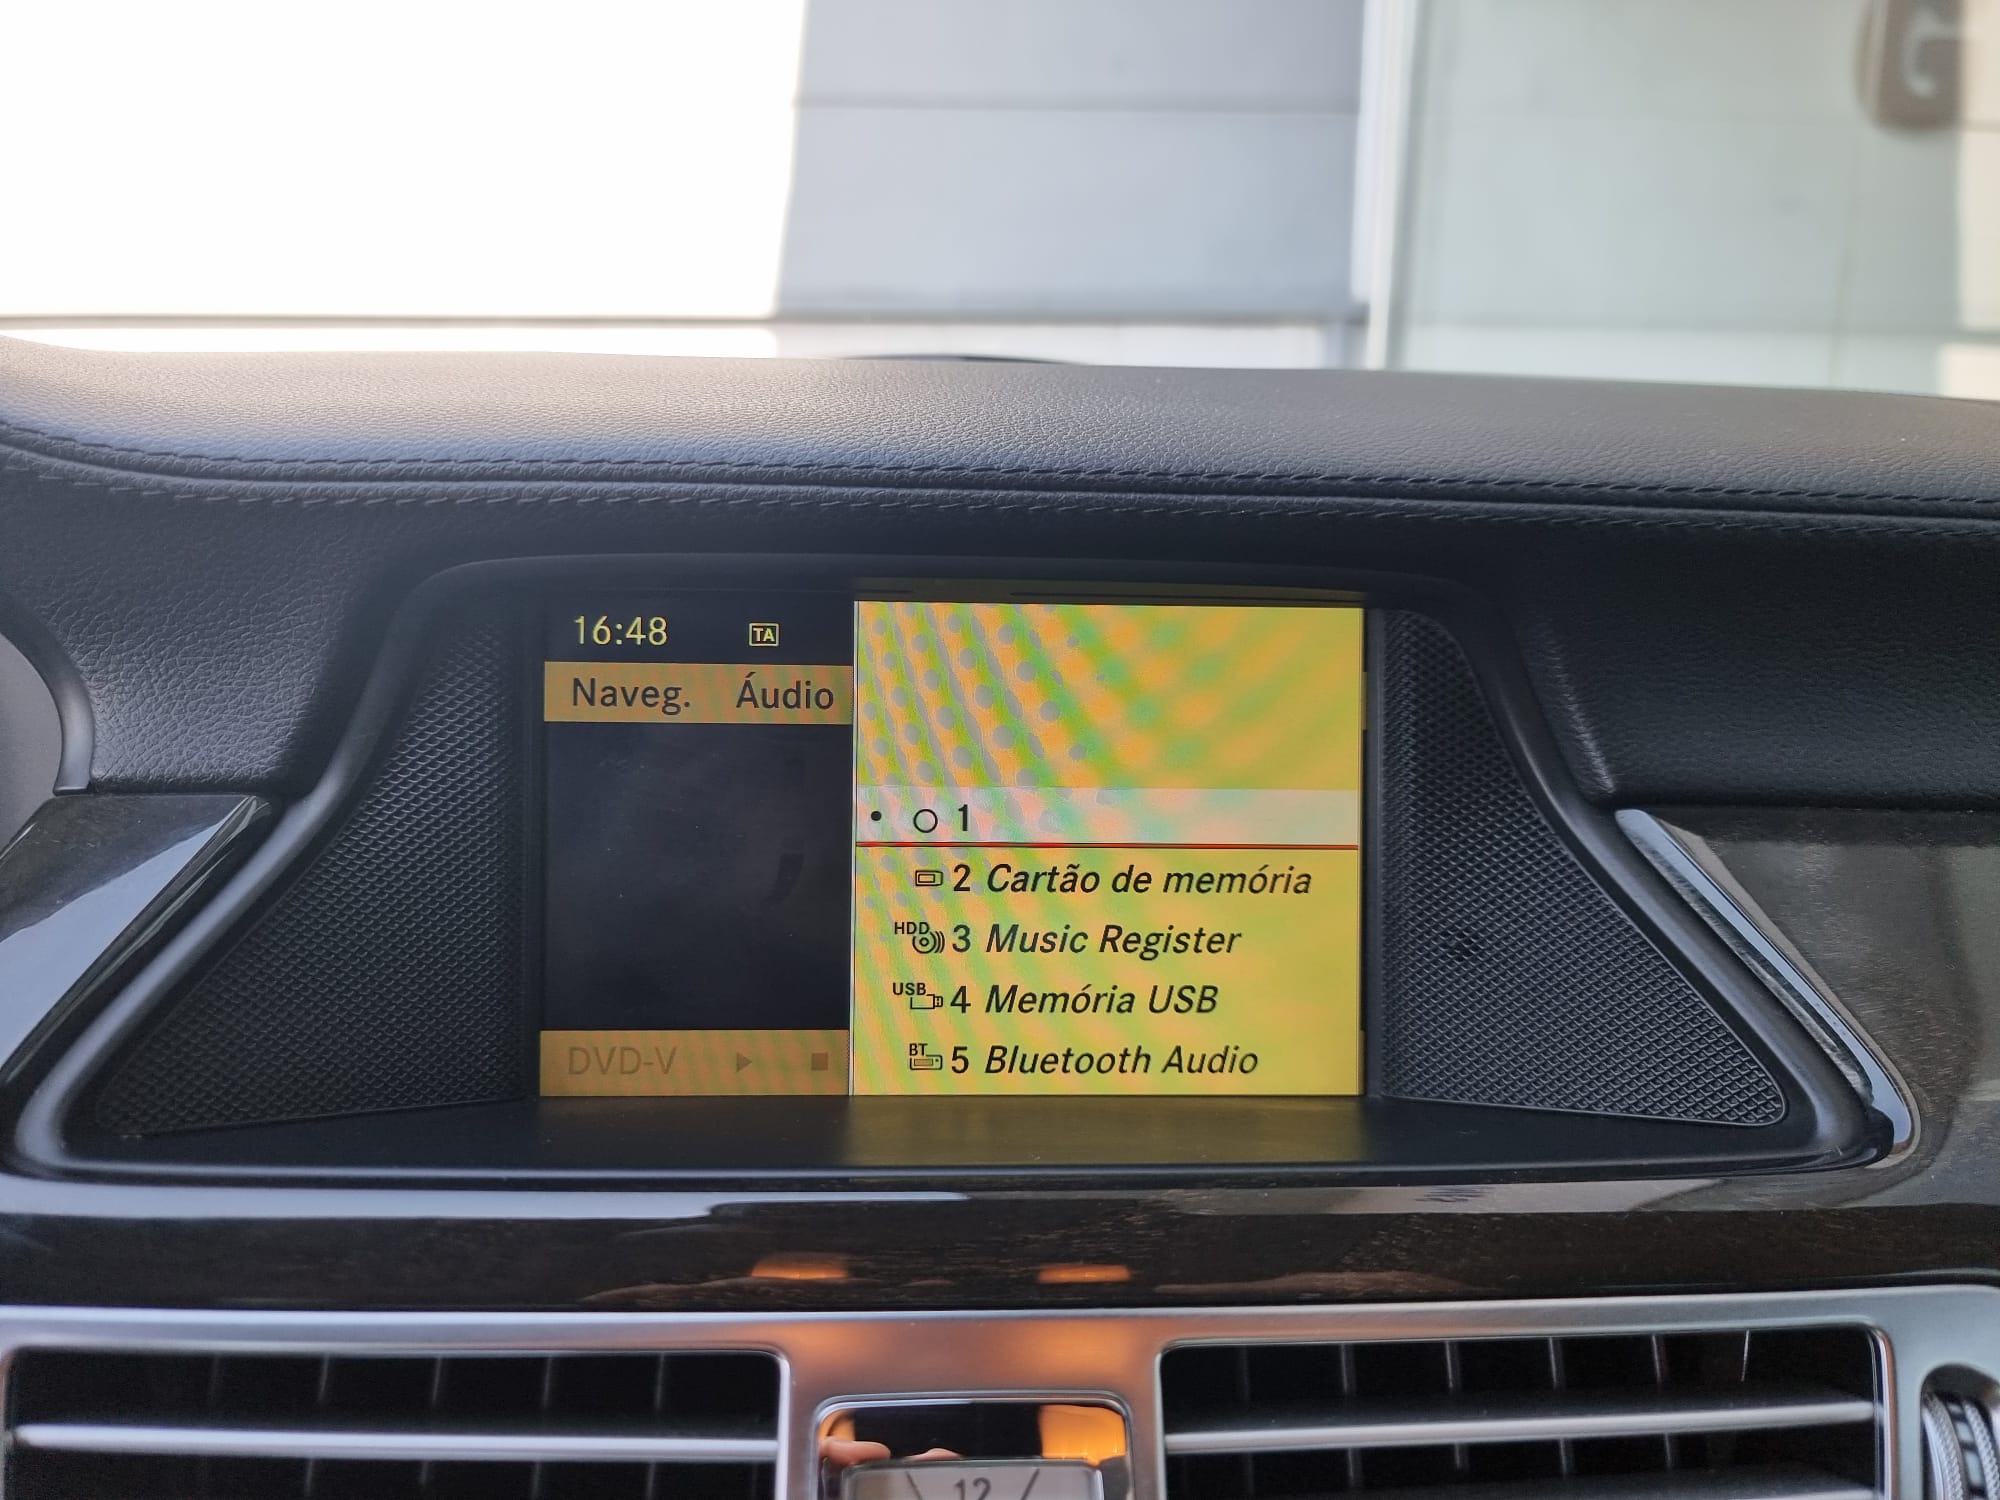 16:48 TA
Naveg. Áudio
1
2 Cartão de memória
HDD 3 Music Register
USB 4 Memória USB
BT 5 Bluetooth Audio
DVD-V
12